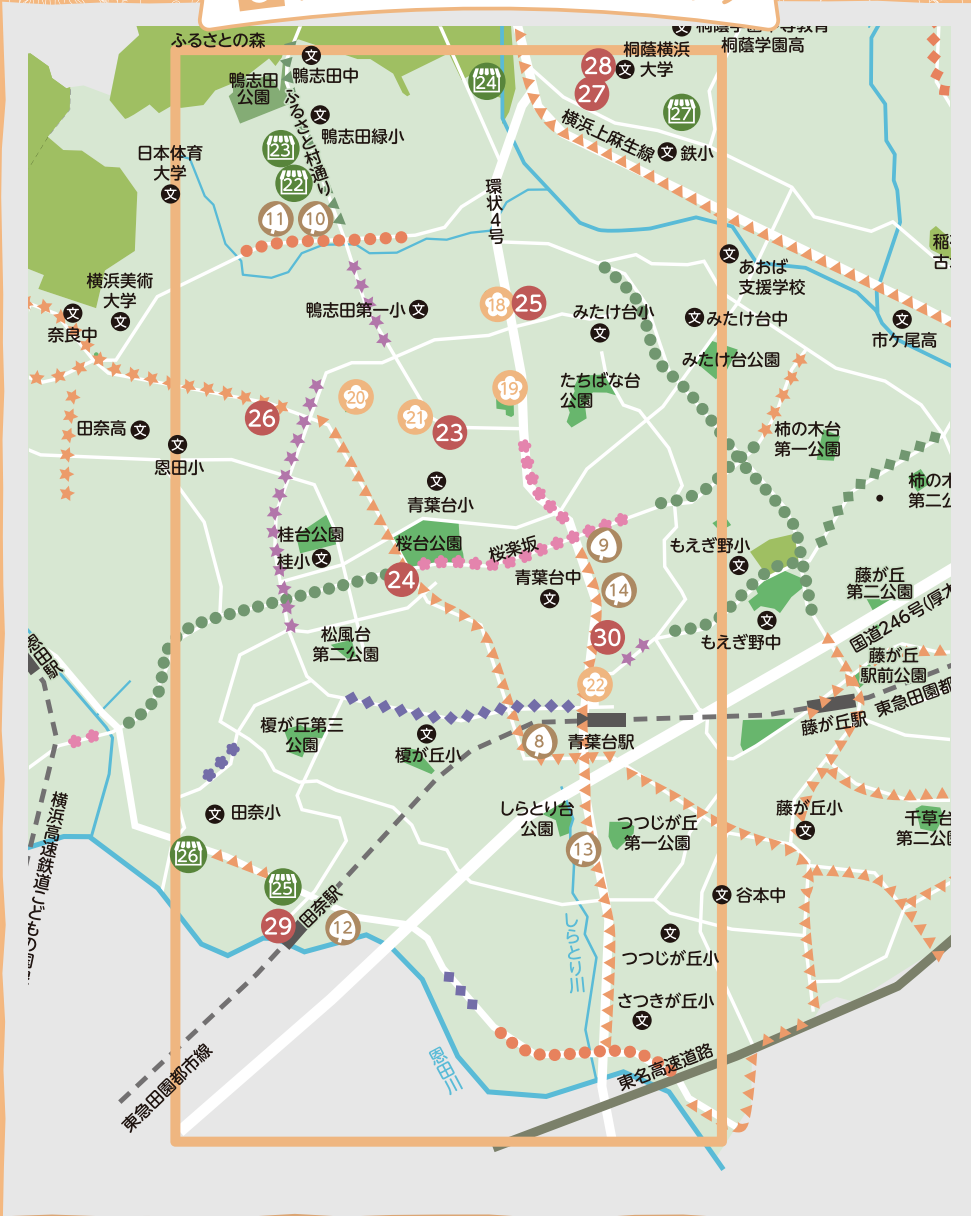 ふるさとの森
鴨志田中
鴨志田
公園
ふるさと村通り
鴨志田緑小
24
28
27
桐蔭横浜
大学
桐蔭学園高
27
横浜上麻生線
鉄小
日本体育
大学
23
22
11
10
環状4号
あおば
支援学校
横浜美術
大学
奈良中
鴨志田第一小
18
25
みたけ台小
みたけ台中
市ケ尾高
みたけ台公園
たちばな台
公園
20
19
21
26
23
田奈高
恩田小
柿の木台
第一公園
青葉台小
桂台公園
桂小
桜台公園
桜楽坂
9
もえぎ野小
24
青葉台中
14
藤が丘
第二公園
国道246号(厚木
松風台
第二公園
30
もえぎ野中
恩田駅
22
藤が丘
駅前公園
東急田園都
藤が丘駅
榎が丘第三
公園
榎が丘小
8
青葉台駅
田奈小
しらとり台
公園
つつじが丘
第一公園
藤が丘小
13
横浜高速鉄道こどもの国
26
25
田奈駅
29
12
谷本中
しらとり川
つつじが丘小
さつきが丘小
恩田川
東名高速道路
東急田園都市線